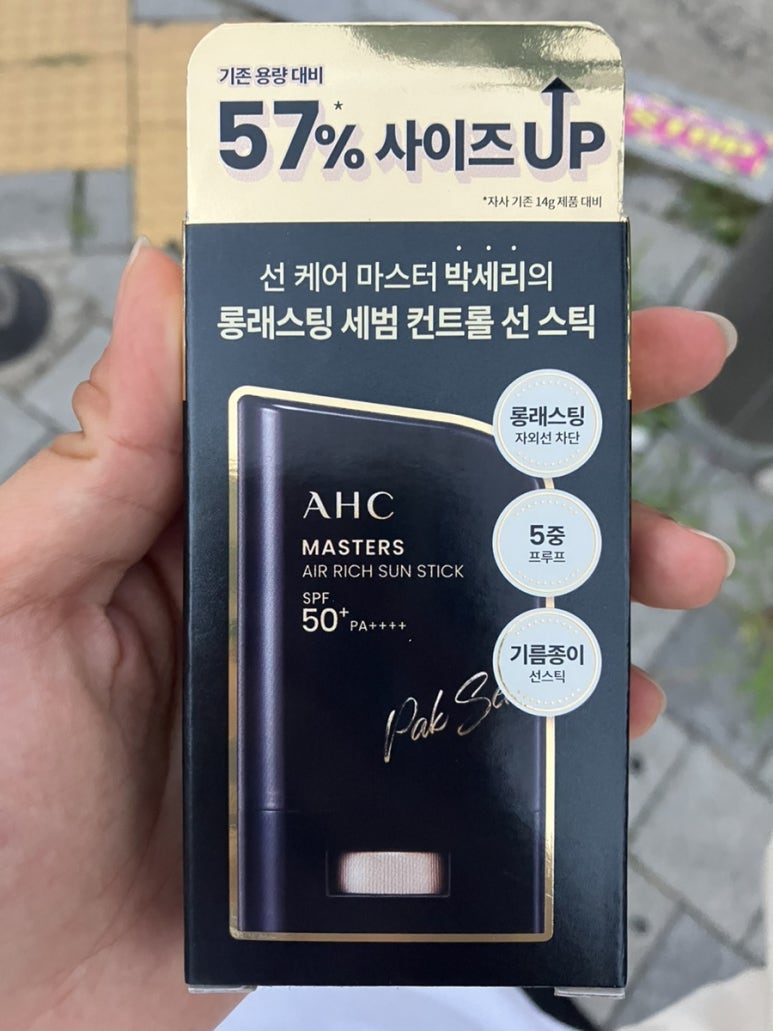 기존 용량 대비
57%* 사이즈 UP
*자사 기존 14g 제품 대비
선 케어 마스터 박세리의
롱래스팅 세범 컨트롤 선 스틱
롱래스팅
자외선 차단
AHC
MASTERS
AIR RICH SUN STICK
SPF
50+ PA++++
5중
프루프
기름종이
선스틱
Pak Se